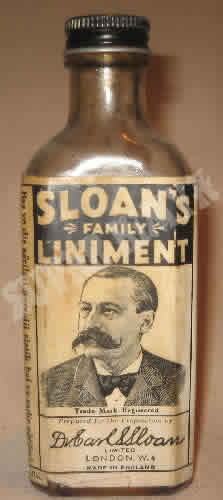 SLOAN'S
FAMILY
LINIMENT
Trade Mark Registered
Prepared for the Proprietors by
Dr Earl S Sloan
LIMITED
LONDON, W.4
MADE IN ENGLAND